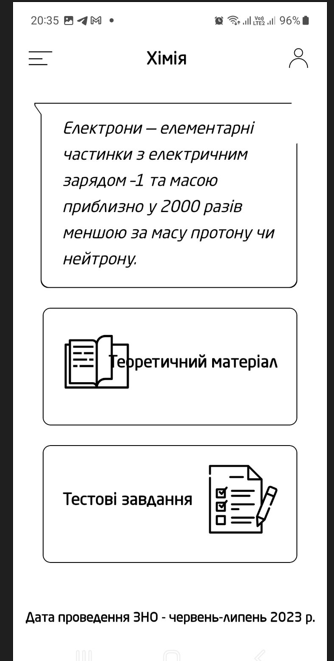 20:35 96%
Хімія
Електрони – елементарні
частинки з електричним
зарядом -1 та масою
приблизно у 2000 разів
меншою за масу протону чи
нейтрону.
Теоретичний матеріал
Тестові завдання
Дата проведення ЗНО - червень-липень 2023 р.